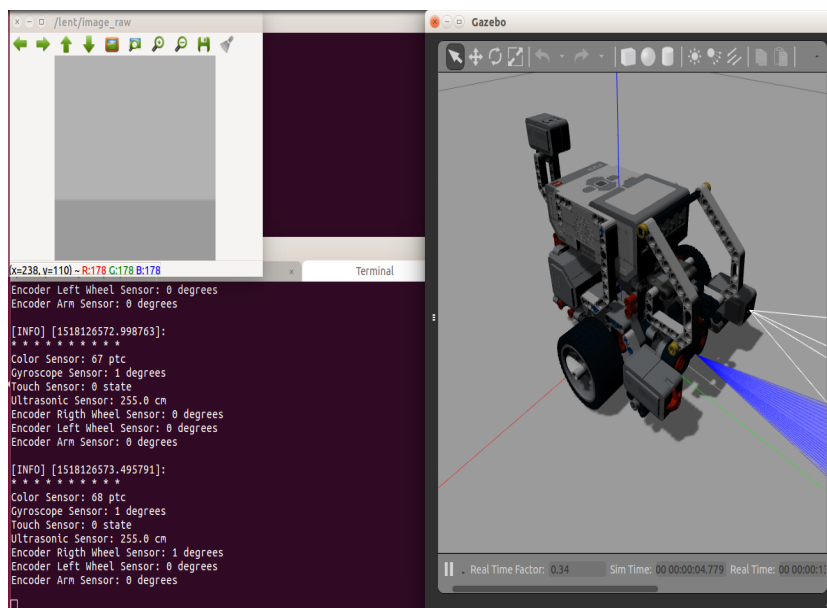 /lent/image_raw
(x=238, y=110) ~ R:178 G:178 B:178
Terminal
Encoder Left Wheel Sensor: 0 degrees
Encoder Arm Sensor: 0 degrees
[INFO] [1518126572.998763]:
* * * * * * * * * *
Color Sensor: 67 ptc
Gyroscope Sensor: 1 degrees
Touch Sensor: 0 state
Ultrasonic Sensor: 255.0 cm
Encoder Rigth Wheel Sensor: 0 degrees
Encoder Left Wheel Sensor: 0 degrees
Encoder Arm Sensor: 0 degrees
[INFO] [1518126573.495791]:
* * * * * * * * * *
Color Sensor: 68 ptc
Gyroscope Sensor: 1 degrees
Touch Sensor: 0 state
Ultrasonic Sensor: 255.0 cm
Encoder Rigth Wheel Sensor: 1 degrees
Encoder Left Wheel Sensor: 0 degrees
Encoder Arm Sensor: 0 degrees
Gazebo
Real Time Factor: 0.34 Sim Time: 00 00:00:04.779 Real Time: 00 00:00:1